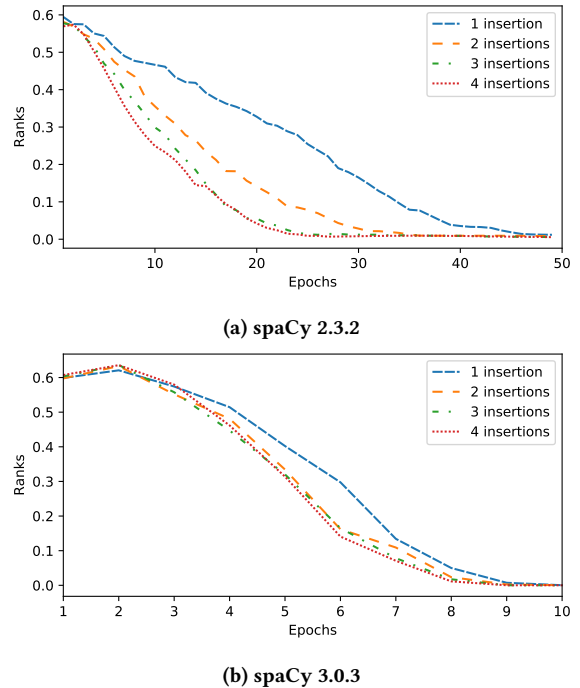 0.6
0.5
0.4
0.3
0.2
0.1
0.0
Ranks
1 insertion
2 insertions
3 insertions
4 insertions
10 20 30 40 50
Epochs
(a) spaCy 2.3.2
0.6
0.5
0.4
0.3
0.2
0.1
0.0
Ranks
1 insertion
2 insertions
3 insertions
4 insertions
1 2 3 4 5 6 7 8 9 10
Epochs
(b) spaCy 3.0.3